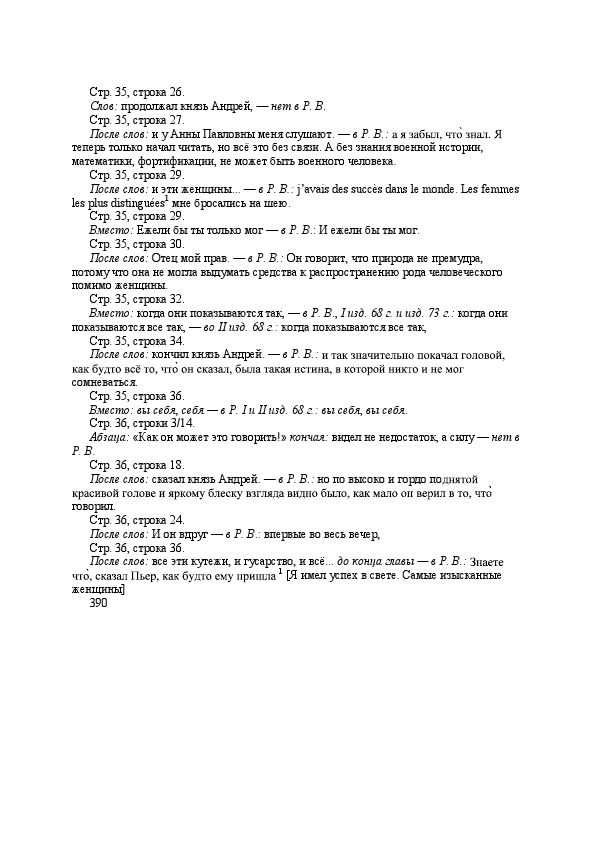 Стр. 35, строка 26.
Слов: продолжал князь Андрей, — нет в Р. В.
Стр. 35, строка 27.
После слов: и у Анны Павловны меня слушают. — в Р. В.: а я забыл, что̀ знал. Я
теперь только начал читать, но всё это без связи. А без знания военной истории,
математики, фортификации, не может быть военного человека.
Стр. 35, строка 29.
После слов: и эти женщины... — в Р. В.: j’avais des succès dans le monde. Les femmes
les plus distinguées¹ мне бросались на шею.
Стр. 35, строка 29.
Вместо: Ежели бы ты только мог — в Р. В.: И ежели бы ты мог.
Стр. 35, строка 30.
После слов: Отец мой прав. — в Р. В.: Он говорит, что природа не премудра,
потому что она не могла выдумать средства к распространению рода человеческого
помимо женщины.
Стр. 35, строка 32.
Вместо: когда они показываются так, — в Р. В., I изд. 68 г. и изд. 73 г.: когда они
показываются все так, — во II изд. 68 г.: когда показываются все так,
Стр. 35, строка 34.
После слов: кончил князь Андрей. — в Р. В.: и так значительно покачал головой,
как будто всё то, что̀ он сказал, была такая истина, в которой никто и не мог
сомневаться.
Стр. 35, строка 36.
Вместо: вы себя, себя — в Р. I и II изд. 68 г.: вы себя, вы себя.
Стр. 36, строки 3/14.
Абзаца: «Как он может это говорить!» кончая: видел не недостаток, а силу — нет в
Р. В.
Стр. 36, строка 18.
После слов: сказал князь Андрей. — в Р. В.: но по высоко и гордо поднятой
красивой голове и яркому блеску взгляда видно было, как мало он верил в то, что̀
говорил.
Стр. 36, строка 24.
После слов: И он вдруг — в Р. В.: впервые во весь вечер,
Стр. 36, строка 36.
После слов: все эти кутежи, и гусарство, и всё... до конца главы — в Р. В.: Знаете
что̀, сказал Пьер, как будто ему пришла ¹ [Я имел успех в свете. Самые изысканные
женщины]
390